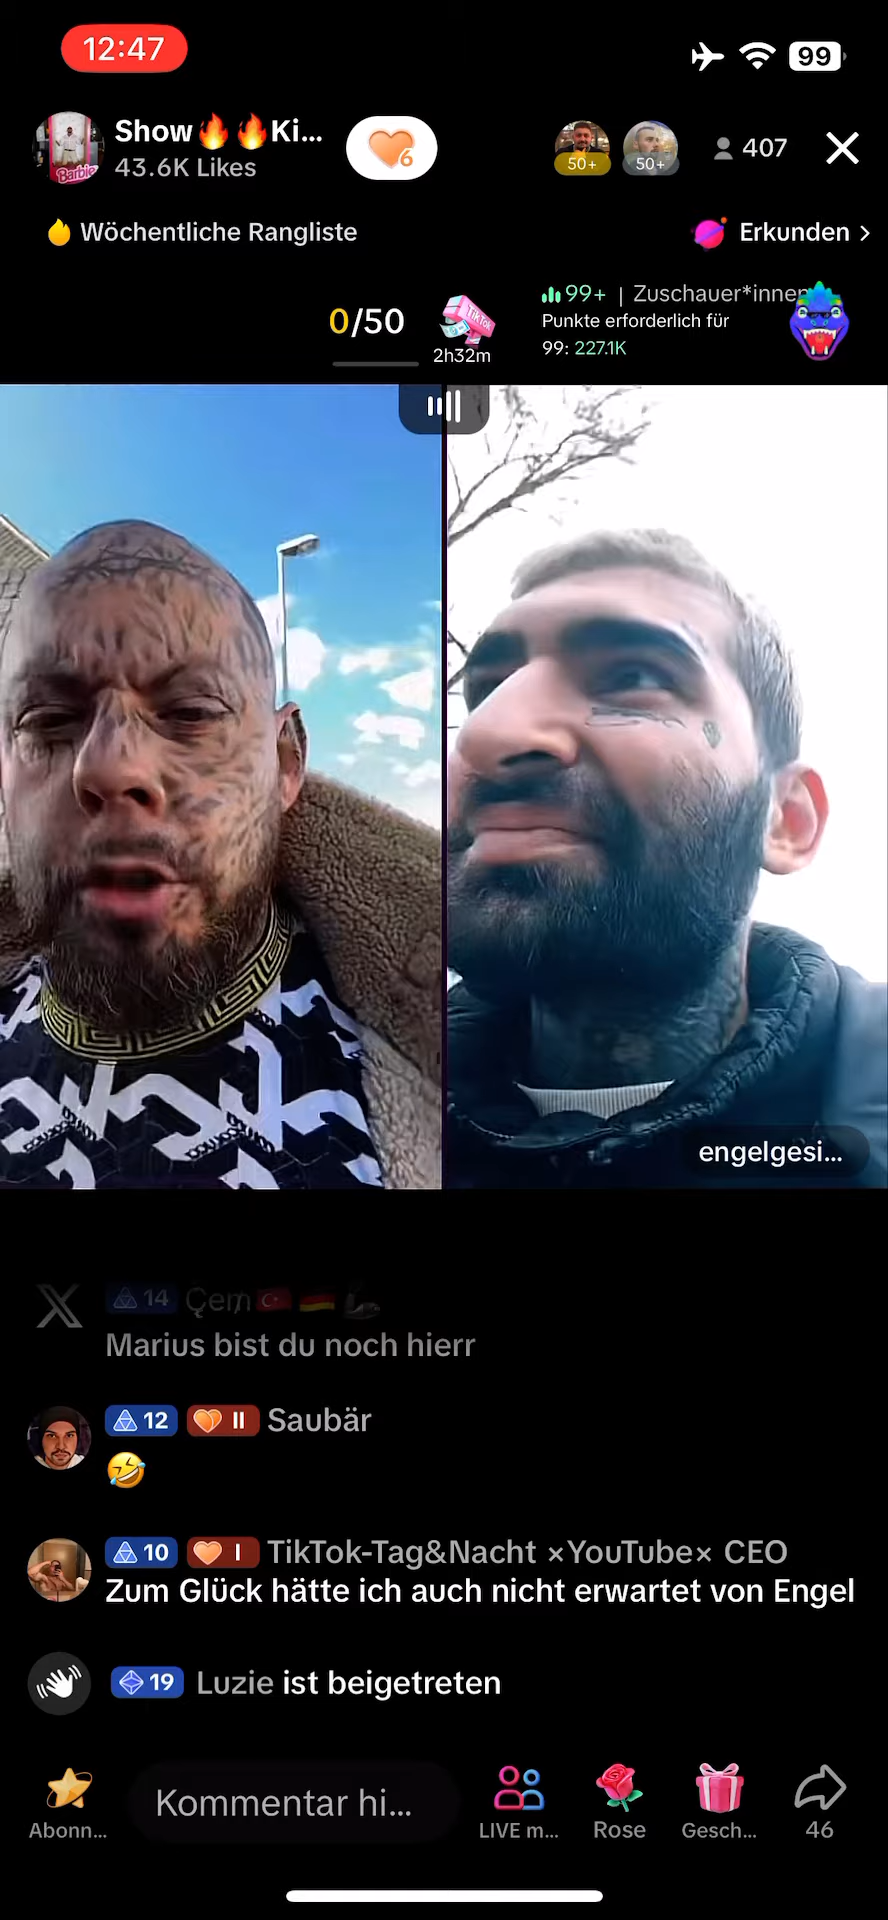 12:47
99
Show🔥🔥Ki...
43.6K Likes
6
50+
50+
407
Barbie
Wöchentliche Rangliste
Erkunden >
0/50
TikTok
2h32m
99+ | Zuschauer*innen
Punkte erforderlich für
99: 227.1K
engelgesi...
14 Çem🇹🇷🇩🇪🦾
Marius bist du noch hierr
12 II Saubär
🤣
10 I TikTok-Tag&Nacht ×YouTube× CEO
Zum Glück hätte ich auch nicht erwartet von Engel
19 Luzie ist beigetreten
Kommentar hi...
Abonn...
LIVE m...
Rose
Gesch...
46